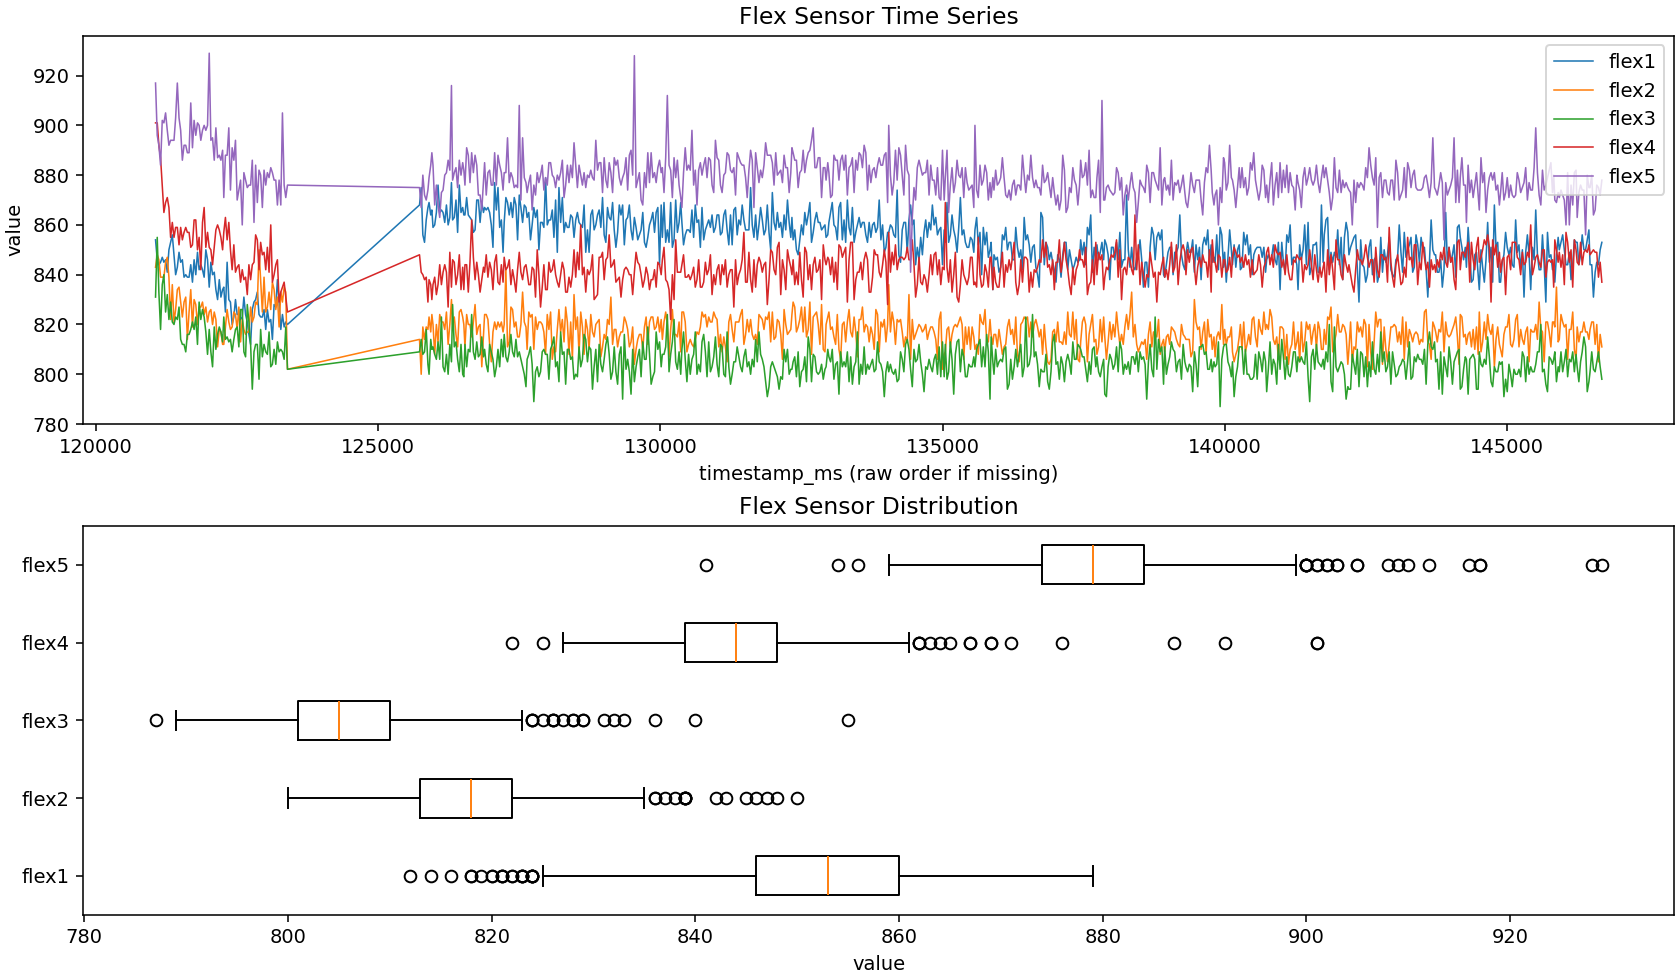 Flex Sensor Time Series
value
920
900
880
860
840
820
800
780
120000 125000 130000 135000 140000 145000
timestamp_ms (raw order if missing)
flex1
flex2
flex3
flex4
flex5
Flex Sensor Distribution
flex5
flex4
flex3
flex2
flex1
780 800 820 840 860 880 900 920
value